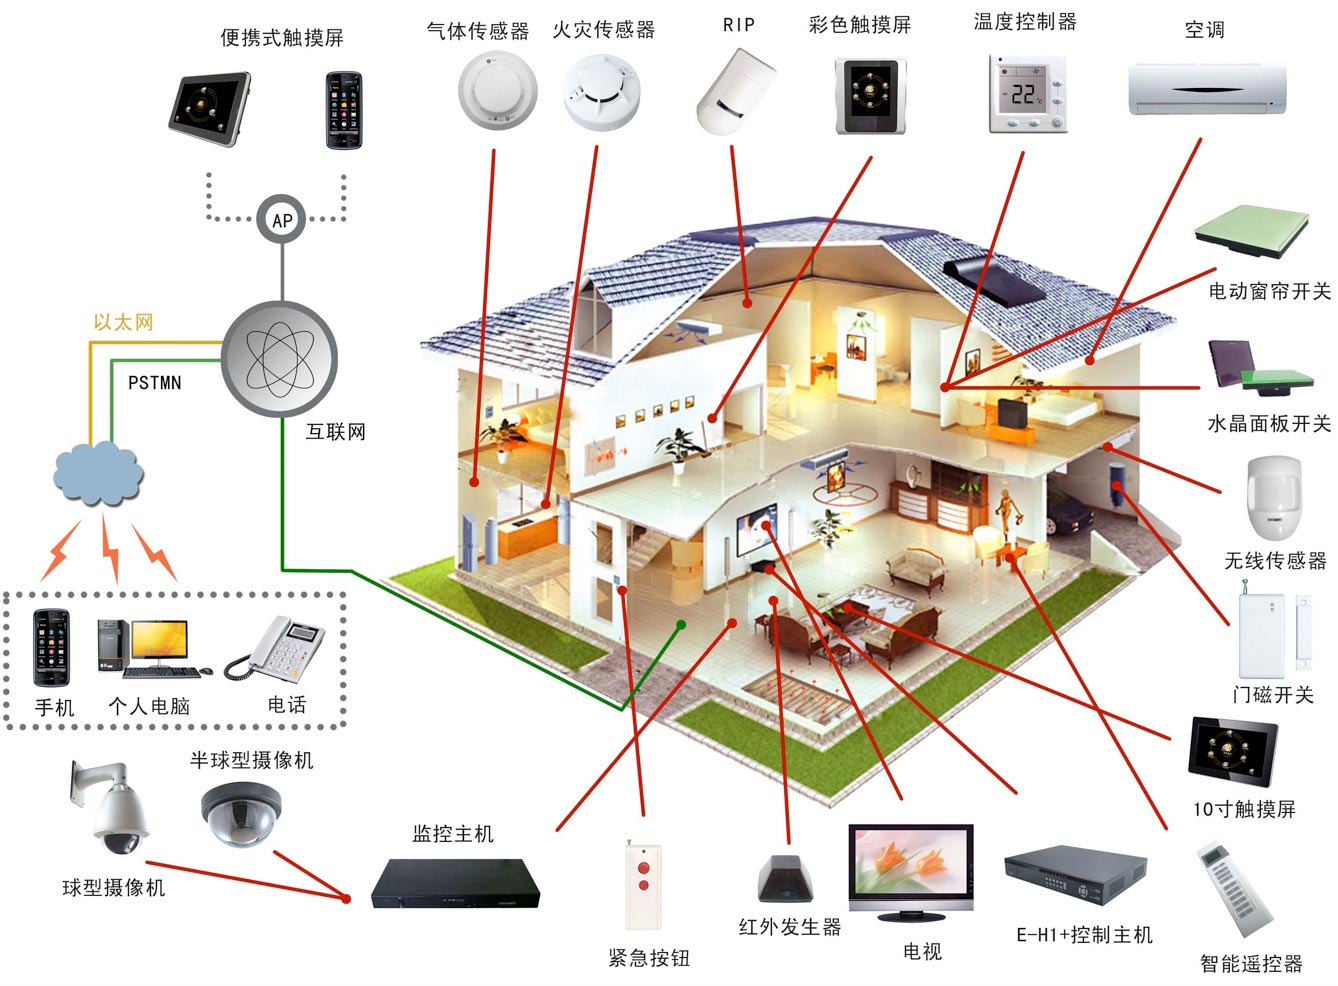 便携式触摸屏
气体传感器
火灾传感器
RIP
彩色触摸屏
温度控制器
空调
22
℃
AP
以太网
PSTMN
互联网
电动窗帘开关
水晶面板开关
无线传感器
门磁开关
手机
个人电脑
电话
半球型摄像机
球型摄像机
监控主机
紧急按钮
红外发生器
电视
E-H1+控制主机
10寸触摸屏
智能遥控器